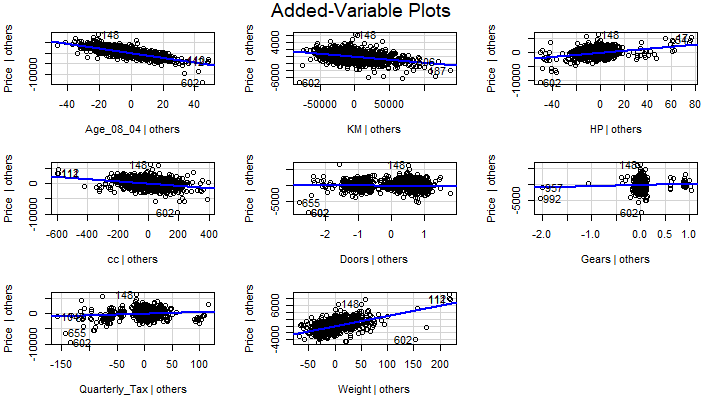 Added-Variable Plots
Price | others
-10000
0
148
602
-40 -20 0 20 40
Age_08_04 | others
Price | others
-6000
4000
148
602
-50000 0 50000
KM | others
Price | others
-10000
0
148
602
-40 -20 0 20 40 60 80
HP | others
Price | others
-10000
0
148
602
-600 -400 -200 0 200 400
cc | others
Price | others
-5000
148
655
602
-2 -1 0 1
Doors | others
Price | others
-5000
148
957
992
602
-2.0 -1.0 0.0 0.5 1.0
Gears | others
Price | others
-10000
0
148
655
602
-150 -50 0 50 100
Quarterly_Tax | others
Price | others
-4000
6000
148
602
-50 0 50 100 150 200
Weight | others